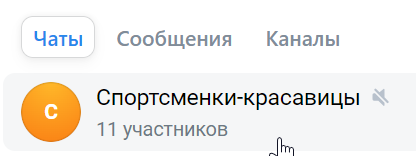 Чаты Сообщения Каналы
С
Спортсменки-красавицы
11 участников